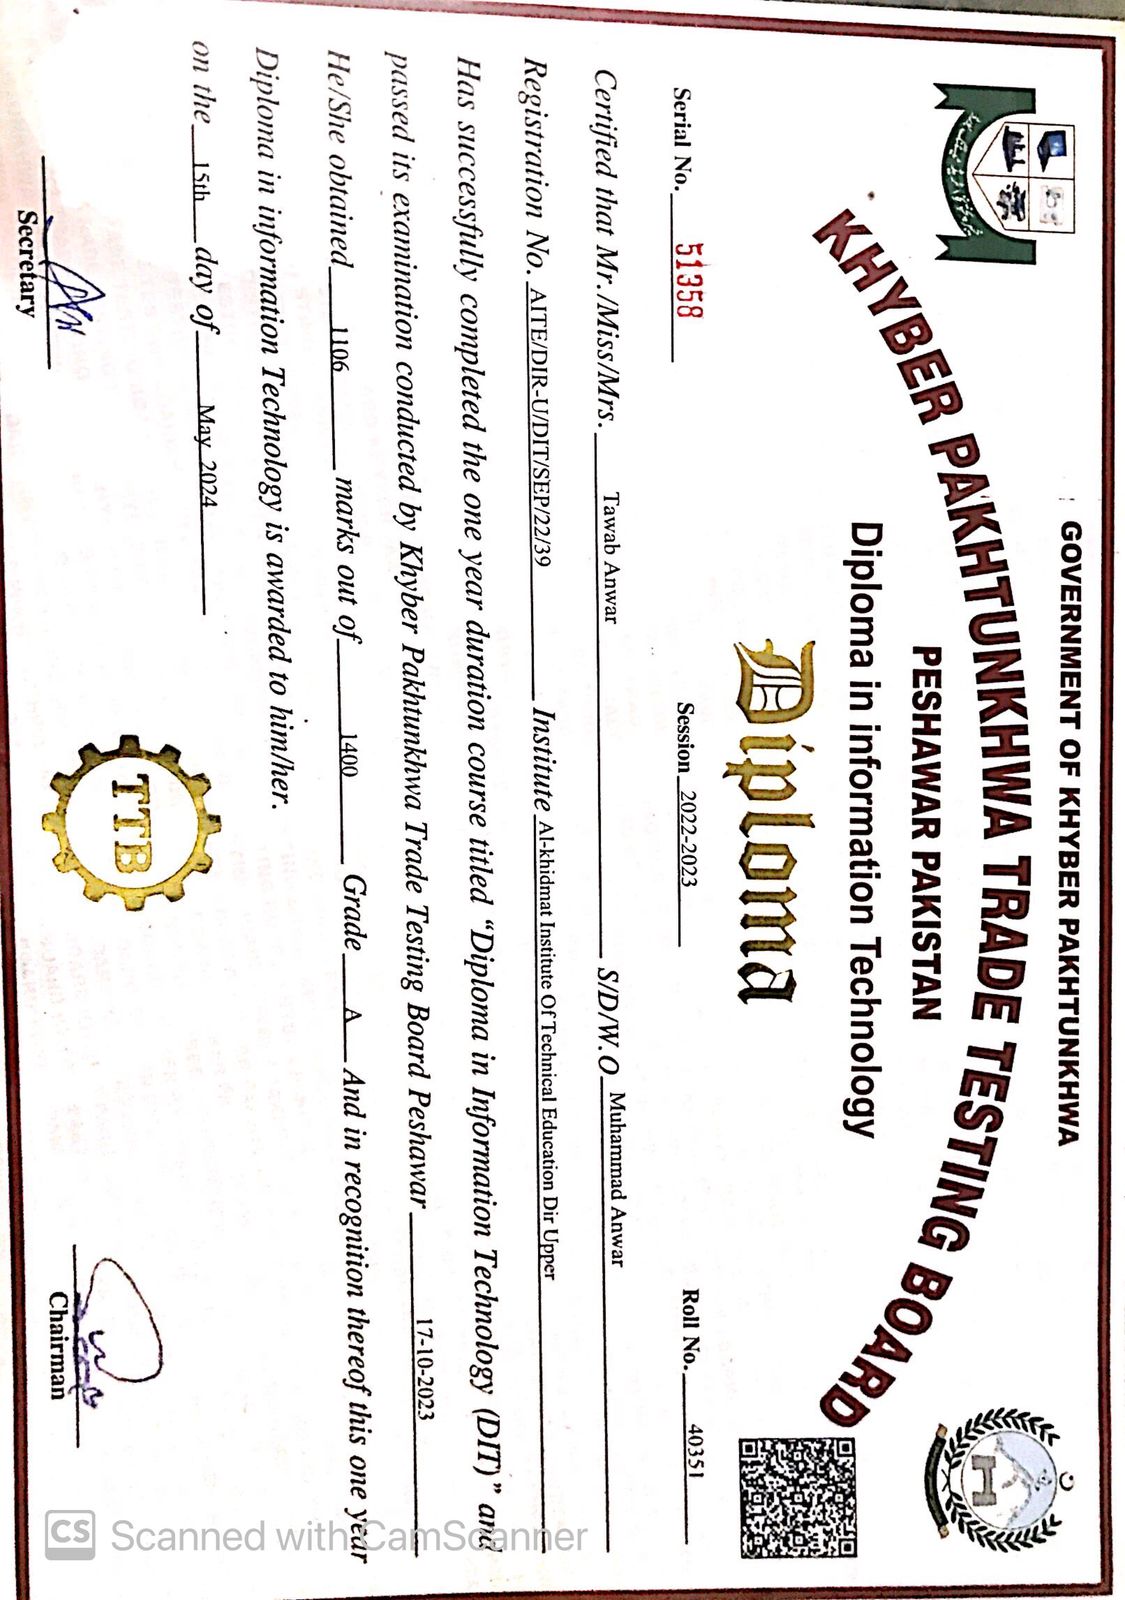 GOVERNMENT OF KHYBER PAKHTUNKHWA
KHYBER PAKHTUNKHWA TRADE TESTING BOARD
PESHAWAR PAKISTAN
Diploma in information Technology
Diploma
Serial No. 51358 Session 2022-2023 Roll No. 40351
Certified that Mr./Miss/Mrs. Tawab Anwar S/D/W.O Muhammad Anwar
Registration No. AITE/DIR-U/DIT/SEP/22/39 Institute Al-khidmat Institute Of Technical Education Dir Upper
Has successfully completed the one year duration course titled “Diploma in Information Technology (DIT)” and
passed its examination conducted by Khyber Pakhtunkhwa Trade Testing Board Peshawar 17-10-2023
He/She obtained 1106 marks out of 1400 Grade A And in recognition thereof this one year
Diploma in information Technology is awarded to him/her.
on the 15th day of May 2024
TTB
Secretary
Chairman
CS Scanned with CamScanner